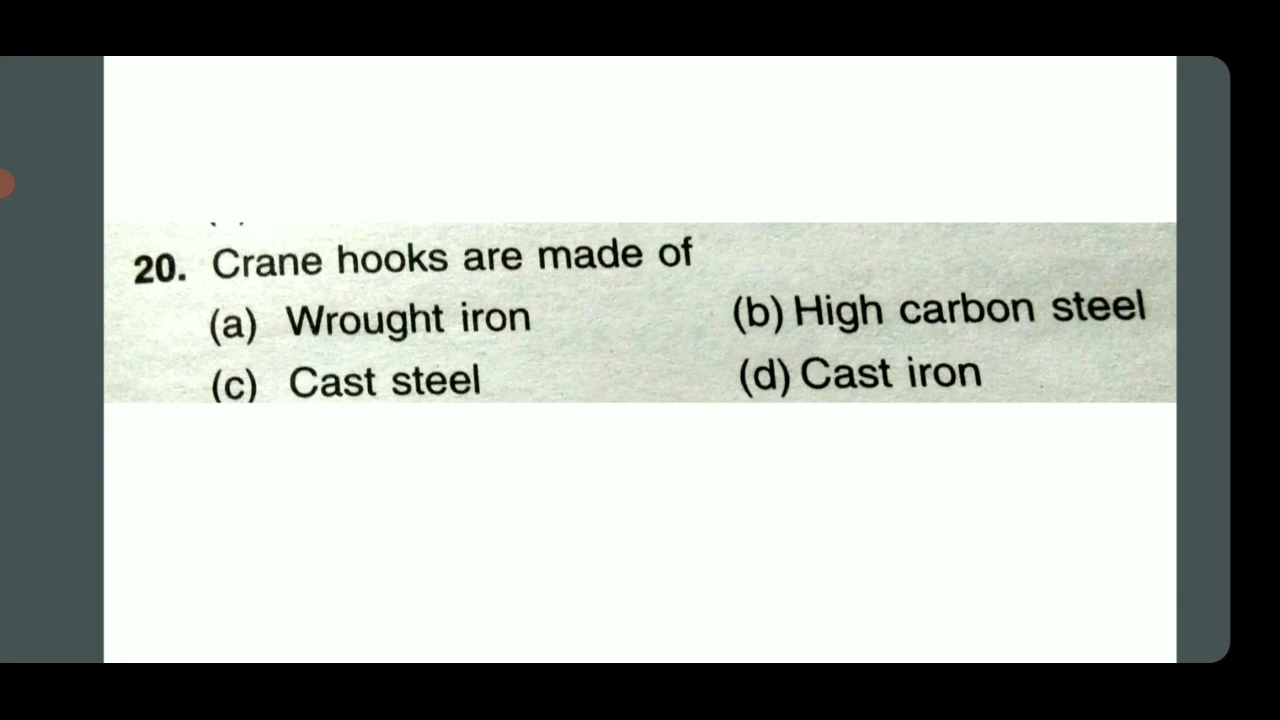 20. Crane hooks are made of
(a) Wrought iron (b) High carbon steel
(c) Cast steel (d) Cast iron